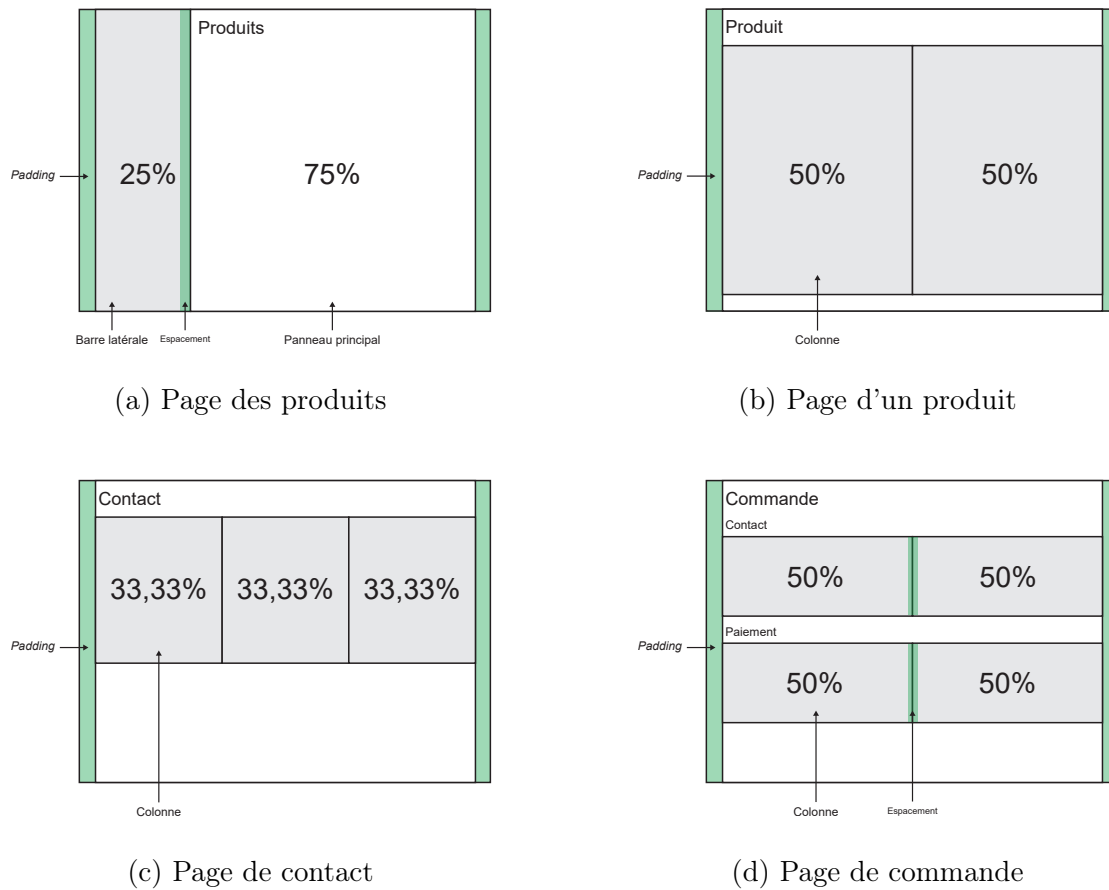 Produits
Padding
25%
75%
Barre latérale
Espacement
Panneau principal
(a) Page des produits
Produit
Padding
50%
50%
Colonne
(b) Page d'un produit
Contact
33,33%
33,33%
33,33%
Padding
Colonne
(c) Page de contact
Commande
Contact
50%
50%
Paiement
Padding
50%
50%
Colonne
Espacement
(d) Page de commande